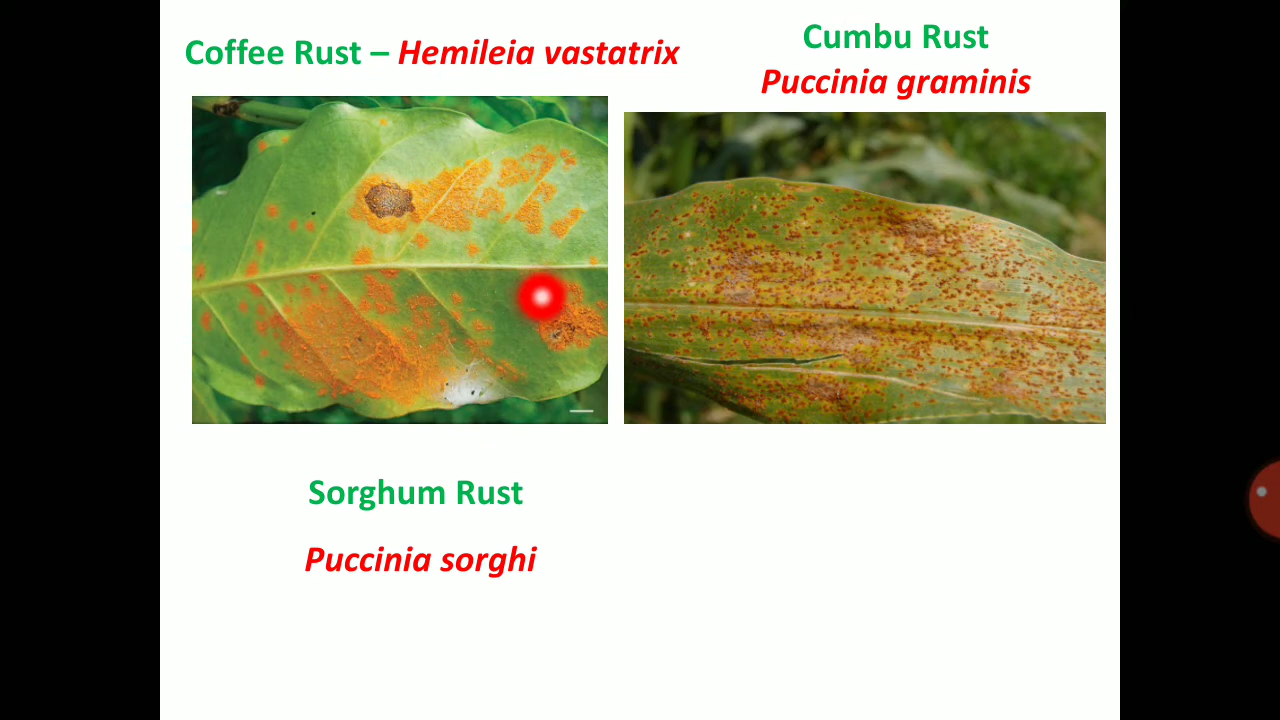 Coffee Rust – Hemileia vastatrix
Cumbu Rust
Puccinia graminis
Sorghum Rust
Puccinia sorghi